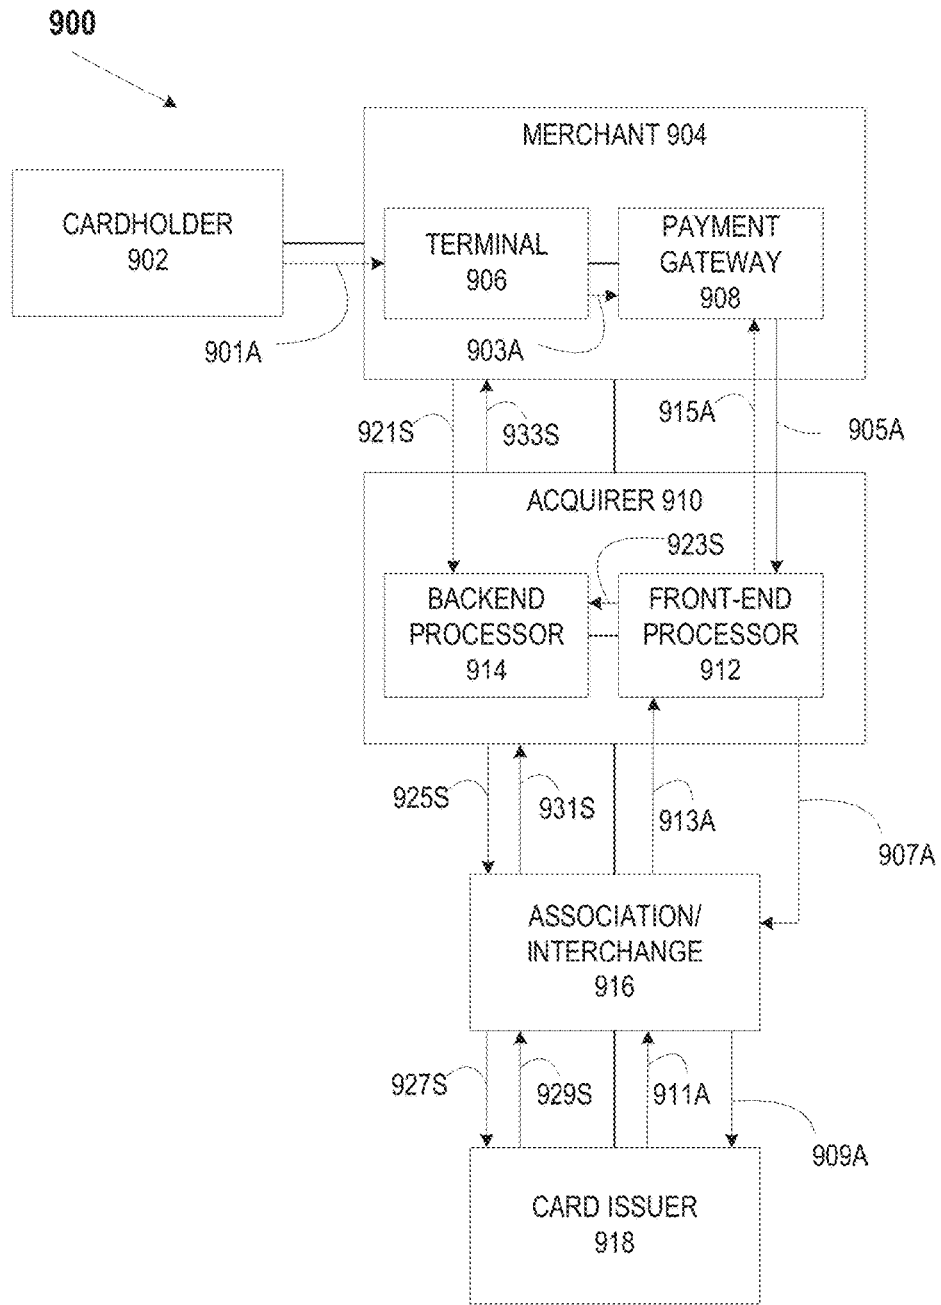 900
MERCHANT 904
CARDHOLDER
902
TERMINAL
906
PAYMENT
GATEWAY
908
901A
903A
921S
933S
915A
905A
ACQUIRER 910
923S
BACKEND
PROCESSOR
914
FRONT-END
PROCESSOR
912
925S
931S
913A
907A
ASSOCIATION/
INTERCHANGE
916
927S
929S
911A
909A
CARD ISSUER
918